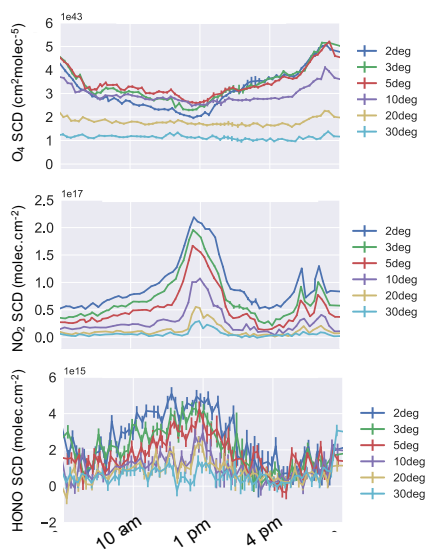 1e43
6
5
4
3
2
1
0
O₄ SCD (cm²molec⁻⁵)
2deg
3deg
5deg
10deg
20deg
30deg
1e17
2.5
2.0
1.5
1.0
0.5
0.0
NO₂ SCD (molec.cm⁻²)
2deg
3deg
5deg
10deg
20deg
30deg
1e15
6
4
2
0
−2
HONO SCD (molec.cm⁻²)
2deg
3deg
5deg
10deg
20deg
30deg
10 am
1 pm
4 pm